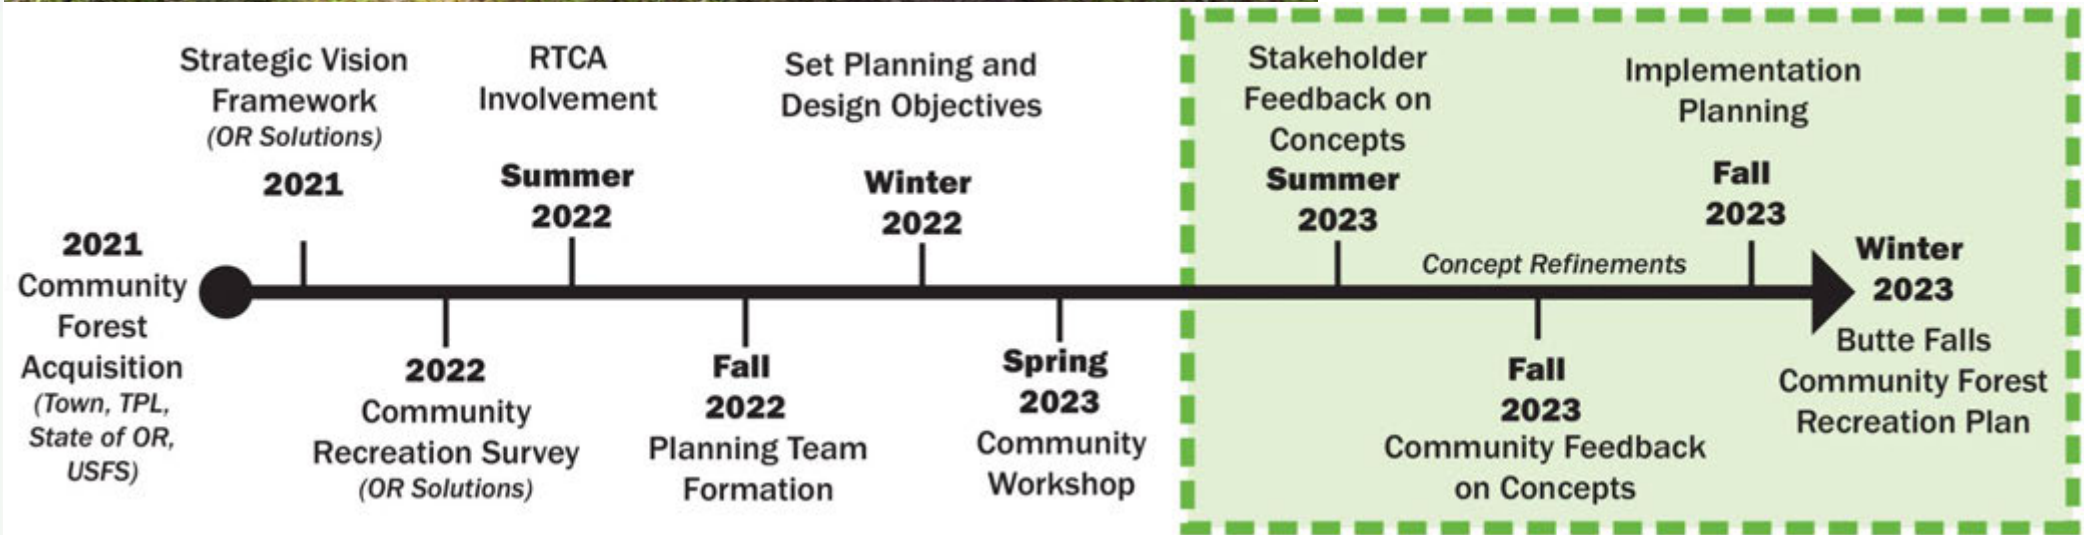 2021
Community
Forest
Acquisition
(Town, TPL,
State of OR,
USFS)
Strategic Vision
Framework
(OR Solutions)
2021
2022
Community
Recreation Survey
(OR Solutions)
RTCA
Involvement
Summer
2022
Fall
2022
Planning Team
Formation
Set Planning and
Design Objectives
Winter
2022
Spring
2023
Community
Workshop
Stakeholder
Feedback on
Concepts
Summer
2023
Concept Refinements
Fall
2023
Community Feedback
on Concepts
Implementation
Planning
Fall
2023
Winter
2023
Butte Falls
Community Forest
Recreation Plan